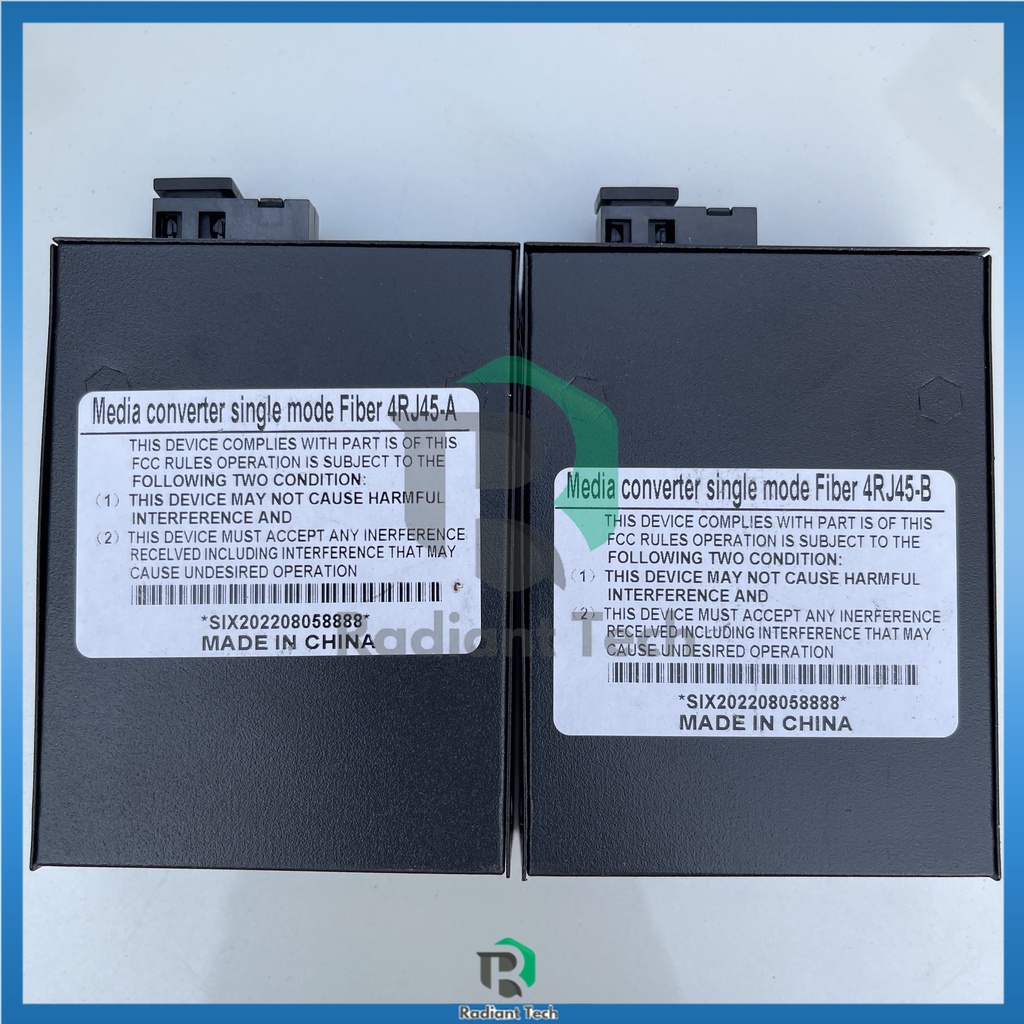 Media converter single mode Fiber 4RJ45-A
THIS DEVICE COMPLIES WITH PART IS OF THIS
FCC RULES OPERATION IS SUBJECT TO THE
FOLLOWING TWO CONDITION:
(1) THIS DEVICE MAY NOT CAUSE HARMFUL
INTERFERENCE AND
(2) THIS DEVICE MUST ACCEPT ANY INERFERENCE
RECELVED INCLUDING INTERFERENCE THAT MAY
CAUSE UNDESIRED OPERATION
*SIX202208058888*
MADE IN CHINA
Media converter single mode Fiber 4RJ45-B
THIS DEVICE COMPLIES WITH PART IS OF THIS
FCC RULES OPERATION IS SUBJECT TO THE
FOLLOWING TWO CONDITION:
(1) THIS DEVICE MAY NOT CAUSE HARMFUL
INTERFERENCE AND
(2) THIS DEVICE MUST ACCEPT ANY INERFERENCE
RECELVED INCLUDING INTERFERENCE THAT MAY
CAUSE UNDESIRED OPERATION
*SIX202208058888*
MADE IN CHINA
Radiant Tech
Radiant Tech